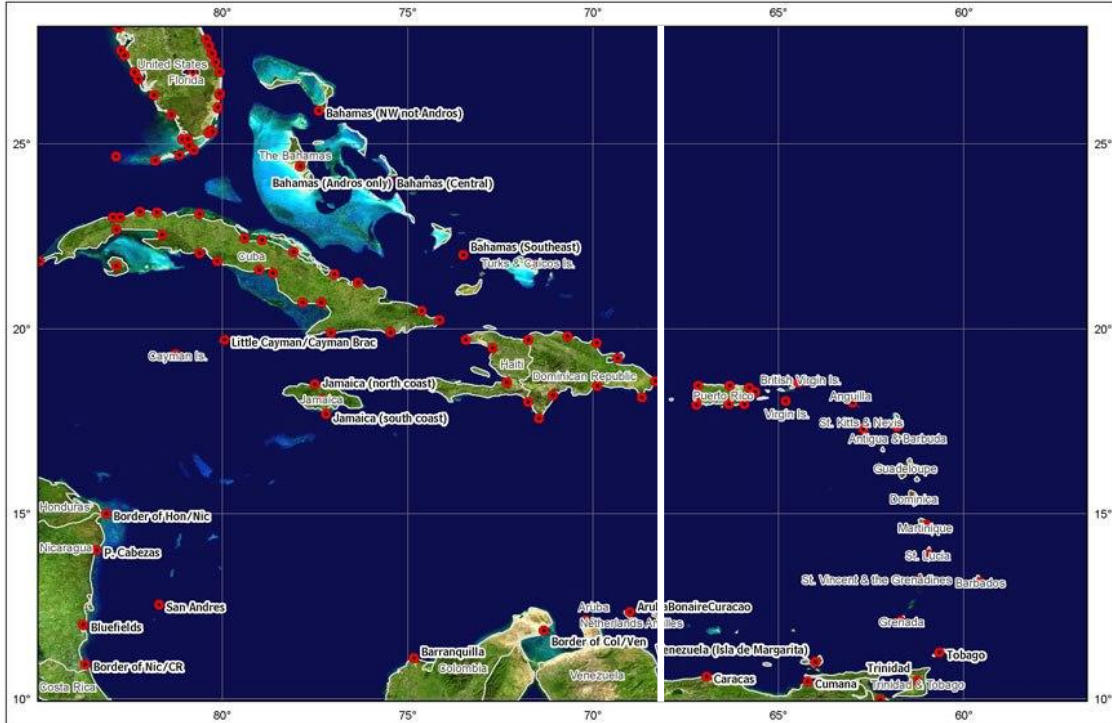 80° 75° 70° 65° 60°
United States
Florida
Bahamas (NW not Andros)
25° 25°
The Bahamas
Bahamas (Andros only) Bahamas (Central)
Bahamas (Southeast)
Cuba
Turks & Caicos Is.
20° 20°
Little Cayman/Cayman Brac
Cayman Is.
Haiti
Dominican Republic
Jamaica (north coast)
British Virgin Is.
Jamaica
Puerto Rico
Anguilla
Jamaica (south coast)
Virgin Is.
St. Kitts & Nevis
Antigua & Barbuda
Guadeloupe
Dominica
Honduras
15° 15°
Border of Hon/Nic
Martinique
Nicaragua
P. Cabezas
St. Lucia
St. Vincent & the Grenadines
Barbados
San Andres
Aruba
ArubaBonaireCuracao
Netherlands Antilles
Bluefields
Grenada
Border of Col/Ven
Barranquilla
Venezuela (Isla de Margarita)
Tobago
Border of Nic/CR
Colombia
Venezuela
Trinidad
Costa Rica
Caracas
Cumana
Trinidad & Tobago
10° 10°
80° 75° 70° 65° 60°